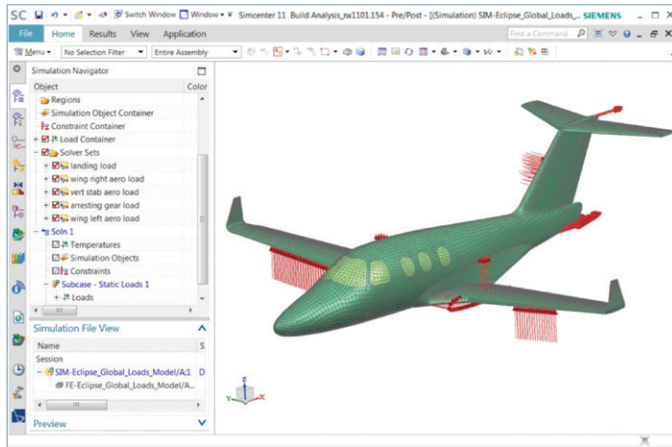 SC Switch Window Window Simcenter 11 Build Analysis_nx1101.154 - Pre/Post - [(Simulation) SIM-Eclipse_Global_Loads_... SIEMENS
File Home Results View Application Find a Command
Menu No Selection Filter Entire Assembly
Simulation Navigator
Object Color
Regions
Simulation Object Container
Constraint Container
Load Container
Solver Sets
landing load
wing right aero load
vert stab aero load
arresting gear load
wing left aero load
Soln 1
Temperatures
Simulation Objects
Constraints
Subcase - Static Loads 1
Loads
Simulation File View
Name S
Session
SIM-Eclipse_Global_Loads_Model/A;1 D
FE-Eclipse_Global_Loads_Model/A...
Preview
Z
Y X